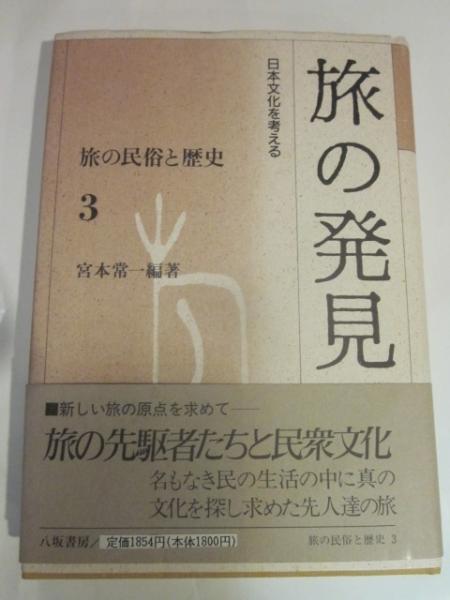 旅の発見
日本文化を考える
旅の民俗と歴史
3
宮本常一編著
■新しい旅の原点を求めて──
旅の先駆者たちと民衆文化
名もなき民の生活の中に真の
文化を探し求めた先人達の旅
八坂書房/定価1854円(本体1800円)
旅の民俗と歴史 3